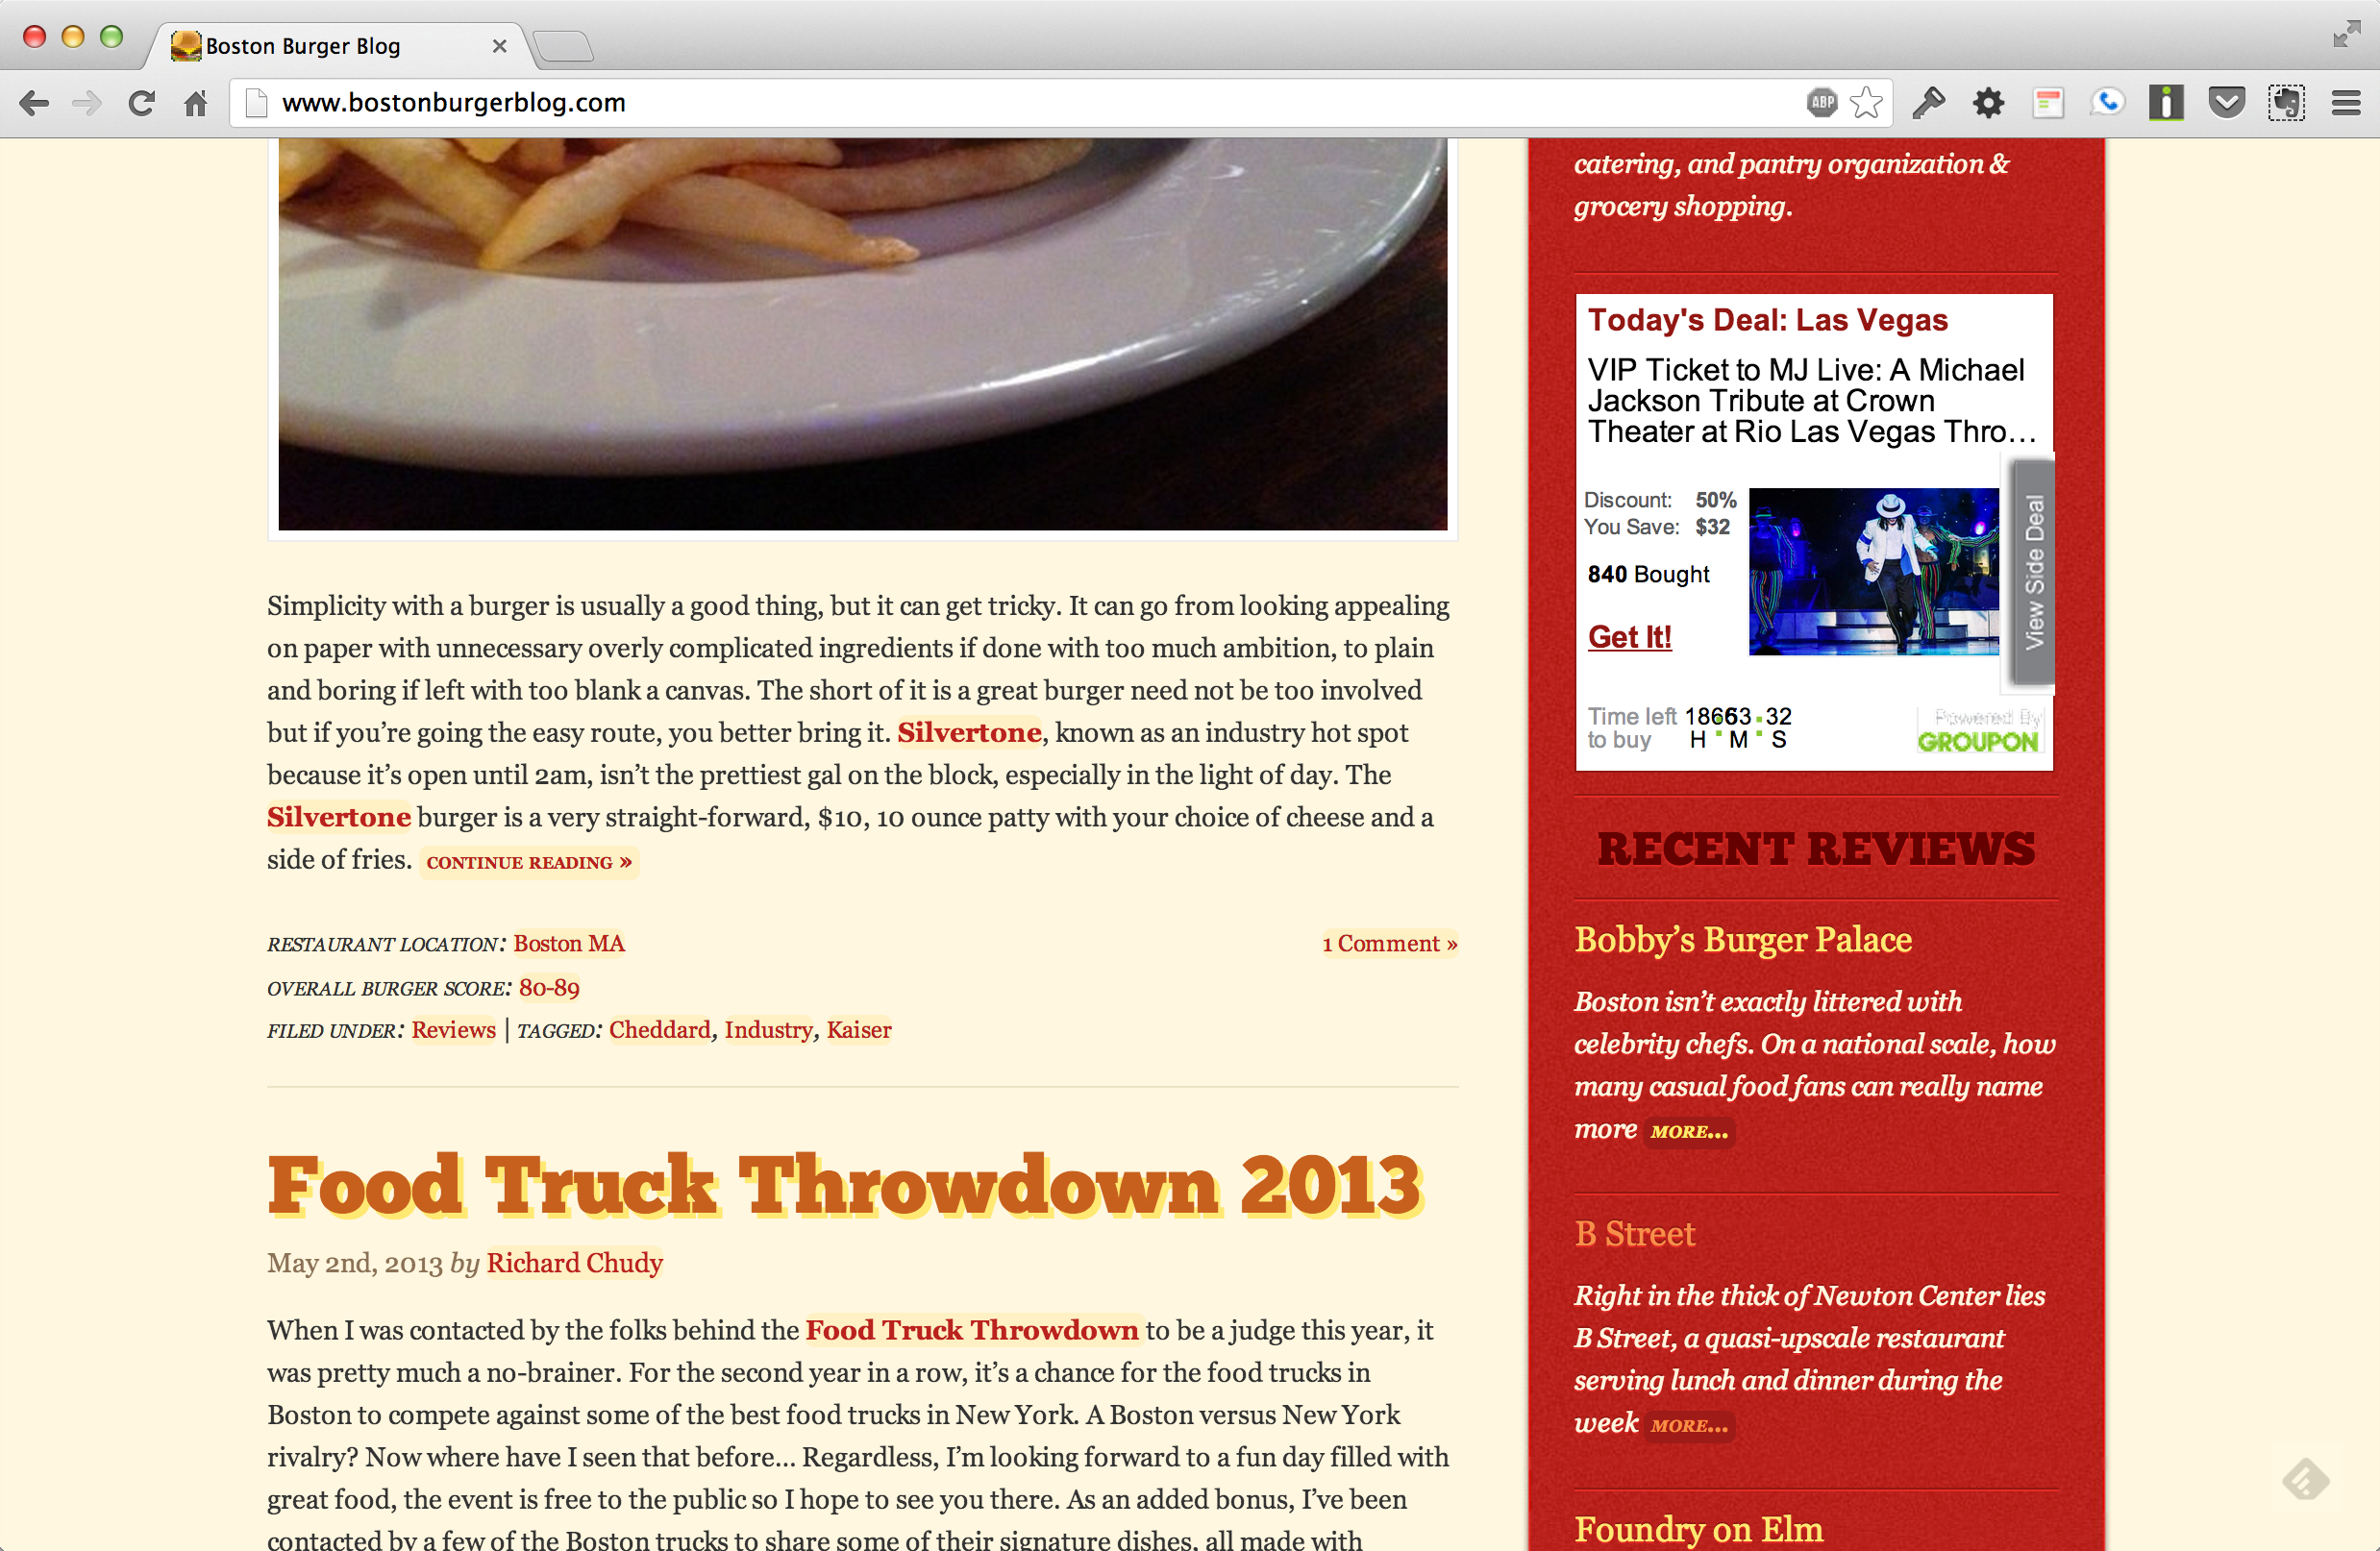 Boston Burger Blog
www.bostonburgerblog.com
ABP
Simplicity with a burger is usually a good thing, but it can get tricky. It can go from looking appealing
on paper with unnecessary overly complicated ingredients if done with too much ambition, to plain
and boring if left with too blank a canvas. The short of it is a great burger need not be too involved
but if you’re going the easy route, you better bring it. Silvertone, known as an industry hot spot
because it’s open until 2am, isn’t the prettiest gal on the block, especially in the light of day. The
Silvertone burger is a very straight-forward, $10, 10 ounce patty with your choice of cheese and a
side of fries. CONTINUE READING »
RESTAURANT LOCATION: Boston MA
1 Comment »
OVERALL BURGER SCORE: 80-89
FILED UNDER: Reviews | TAGGED: Cheddard, Industry, Kaiser
Food Truck Throwdown 2013
May 2nd, 2013 by Richard Chudy
When I was contacted by the folks behind the Food Truck Throwdown to be a judge this year, it
was pretty much a no-brainer. For the second year in a row, it’s a chance for the food trucks in
Boston to compete against some of the best food trucks in New York. A Boston versus New York
rivalry? Now where have I seen that before... Regardless, I’m looking forward to a fun day filled with
great food, the event is free to the public so I hope to see you there. As an added bonus, I’ve been
contacted by a few of the Boston trucks to share some of their signature dishes, all made with
catering, and pantry organization &
grocery shopping.
Today's Deal: Las Vegas
VIP Ticket to MJ Live: A Michael
Jackson Tribute at Crown
Theater at Rio Las Vegas Thro...
Discount: 50%
You Save: $32
840 Bought
Get It!
View Side Deal
Time left
to buy
32
H : M : S
Powered By
GROUPON
RECENT REVIEWS
Bobby’s Burger Palace
Boston isn’t exactly littered with
celebrity chefs. On a national scale, how
many casual food fans can really name
more MORE...
B Street
Right in the thick of Newton Center lies
B Street, a quasi-upscale restaurant
serving lunch and dinner during the
week MORE...
Foundry on Elm